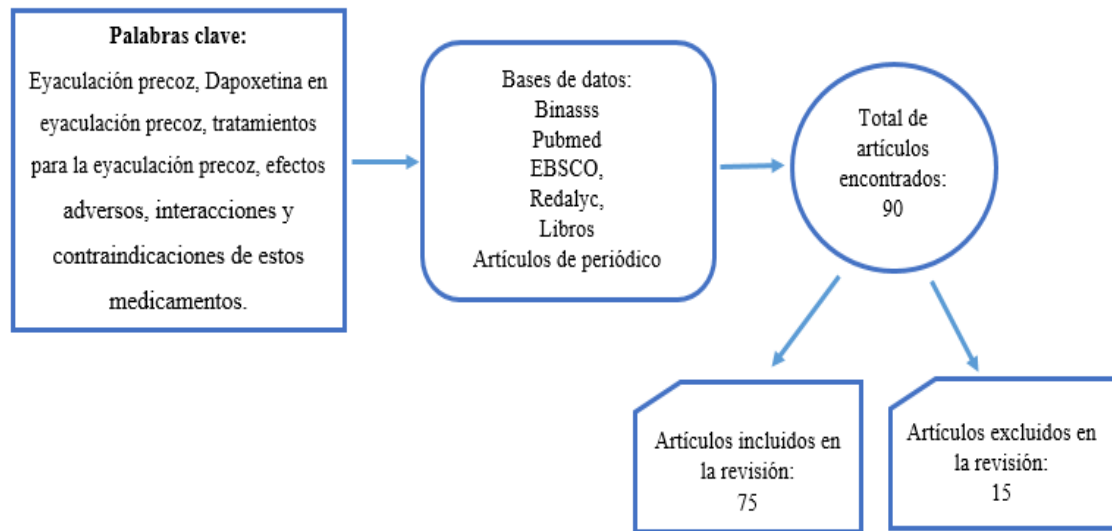 Palabras clave:
Eyaculación precoz, Dapoxetina en
eyaculación precoz, tratamientos
para la eyaculación precoz, efectos
adversos, interacciones y
contraindicaciones de estos
medicamentos.
Bases de datos:
Binasss
Pubmed
EBSCO,
Redalyc,
Libros
Artículos de periódico
Total de
artículos
encontrados:
90
Artículos incluidos en
la revisión:
75
Artículos excluidos en
la revisión:
15